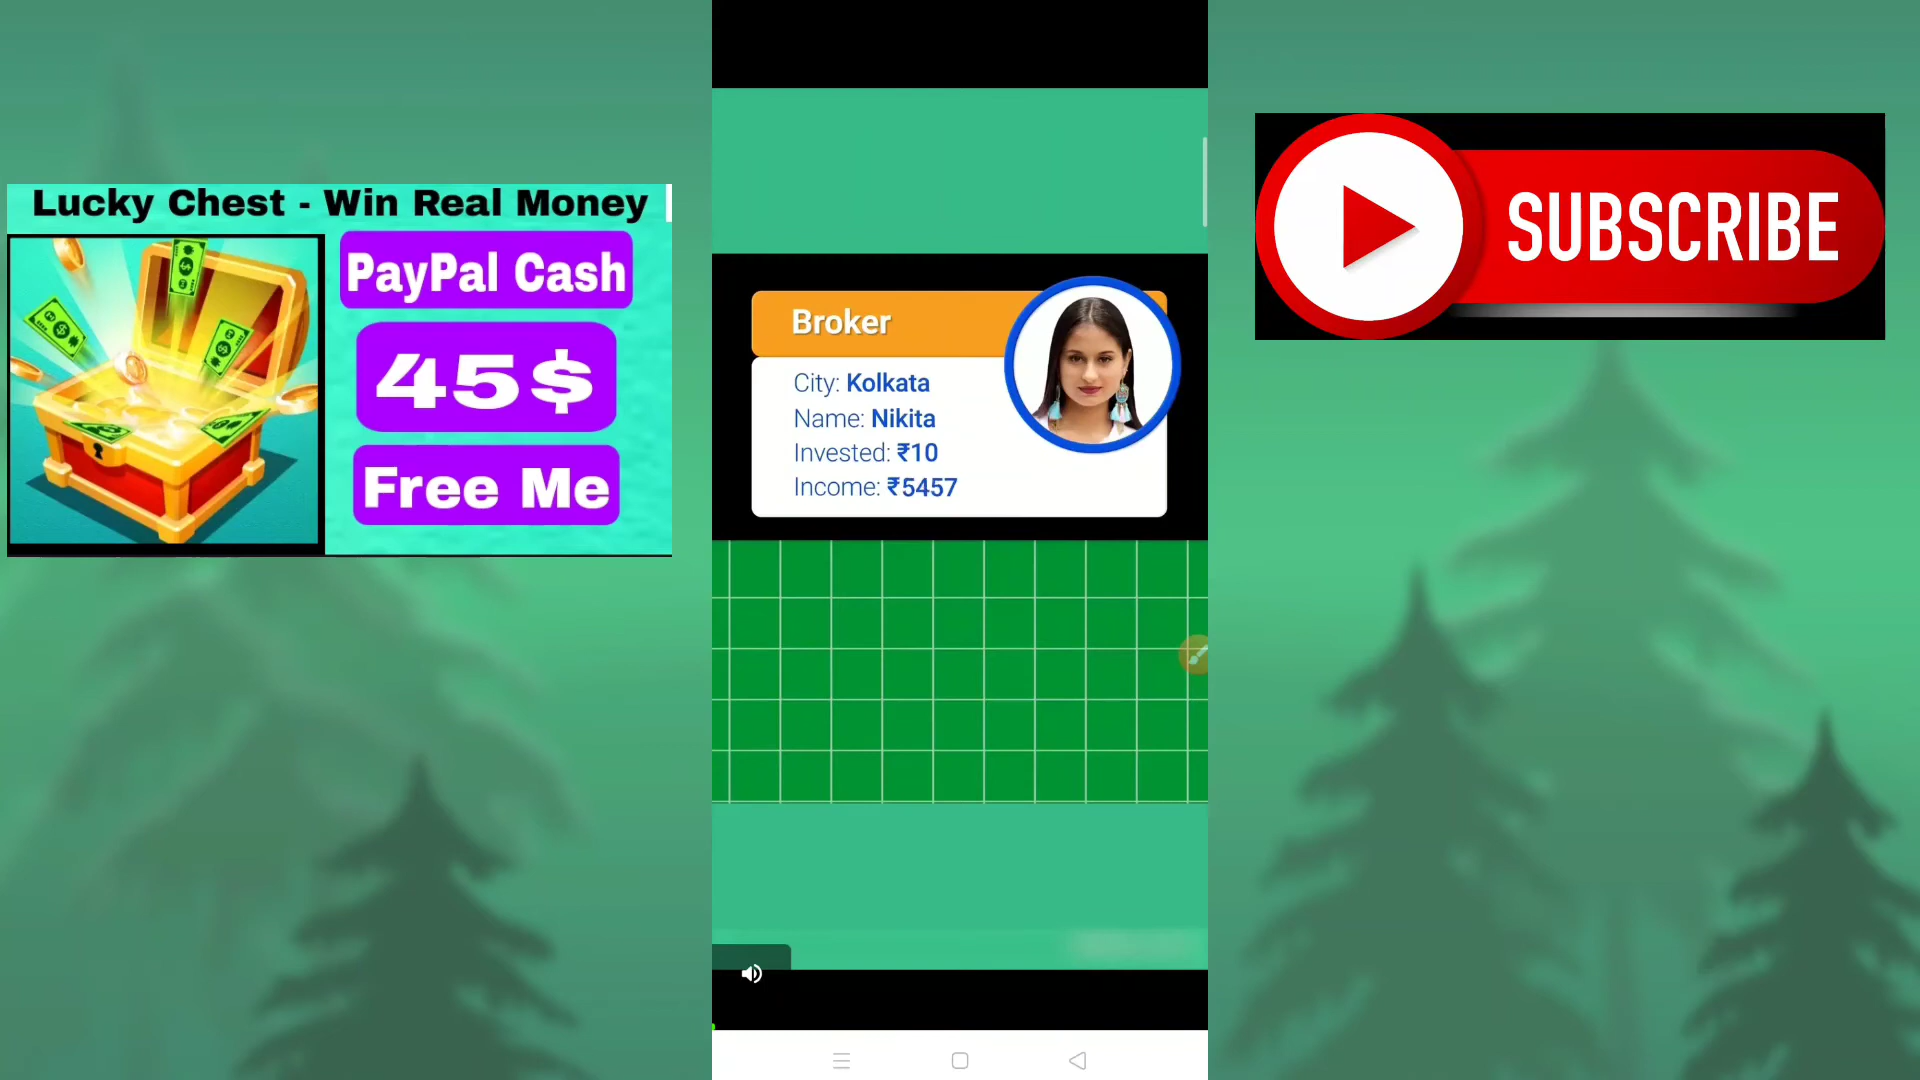 Lucky Chest - Win Real Money
PayPal Cash
45$
Free Me
Broker
City: Kolkata
Name: Nikita
Invested: ₹10
Income: ₹5457
SUBSCRIBE